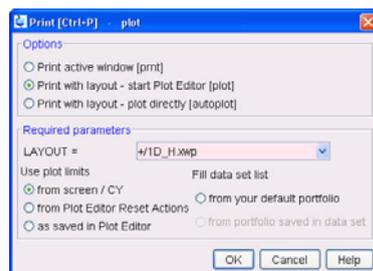 Print [Ctrl+P] - plot
Options
Print active window [prnt]
Print with layout - start Plot Editor [plot]
Print with layout - plot directly [autoplot]
Required parameters
LAYOUT = +/1D_H.xwp
Use plot limits
Fill data set list
from screen / CY
from your default portfolio
from Plot Editor Reset Actions
from portfolio saved in data set
as saved in Plot Editor
OK Cancel Help